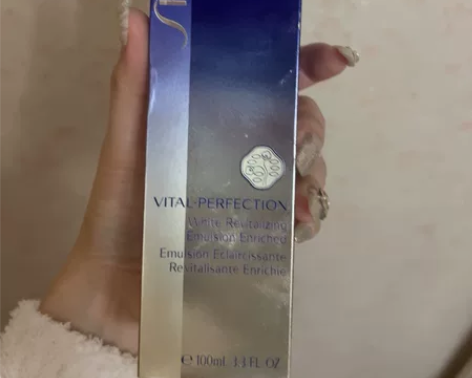 VITAL-PERFECTION
White Revitalizing
Emulsion Enriched
Emulsion Eclaircissante
Revitalisante Enrichie
℮ 100mL 3.3 FL. OZ.